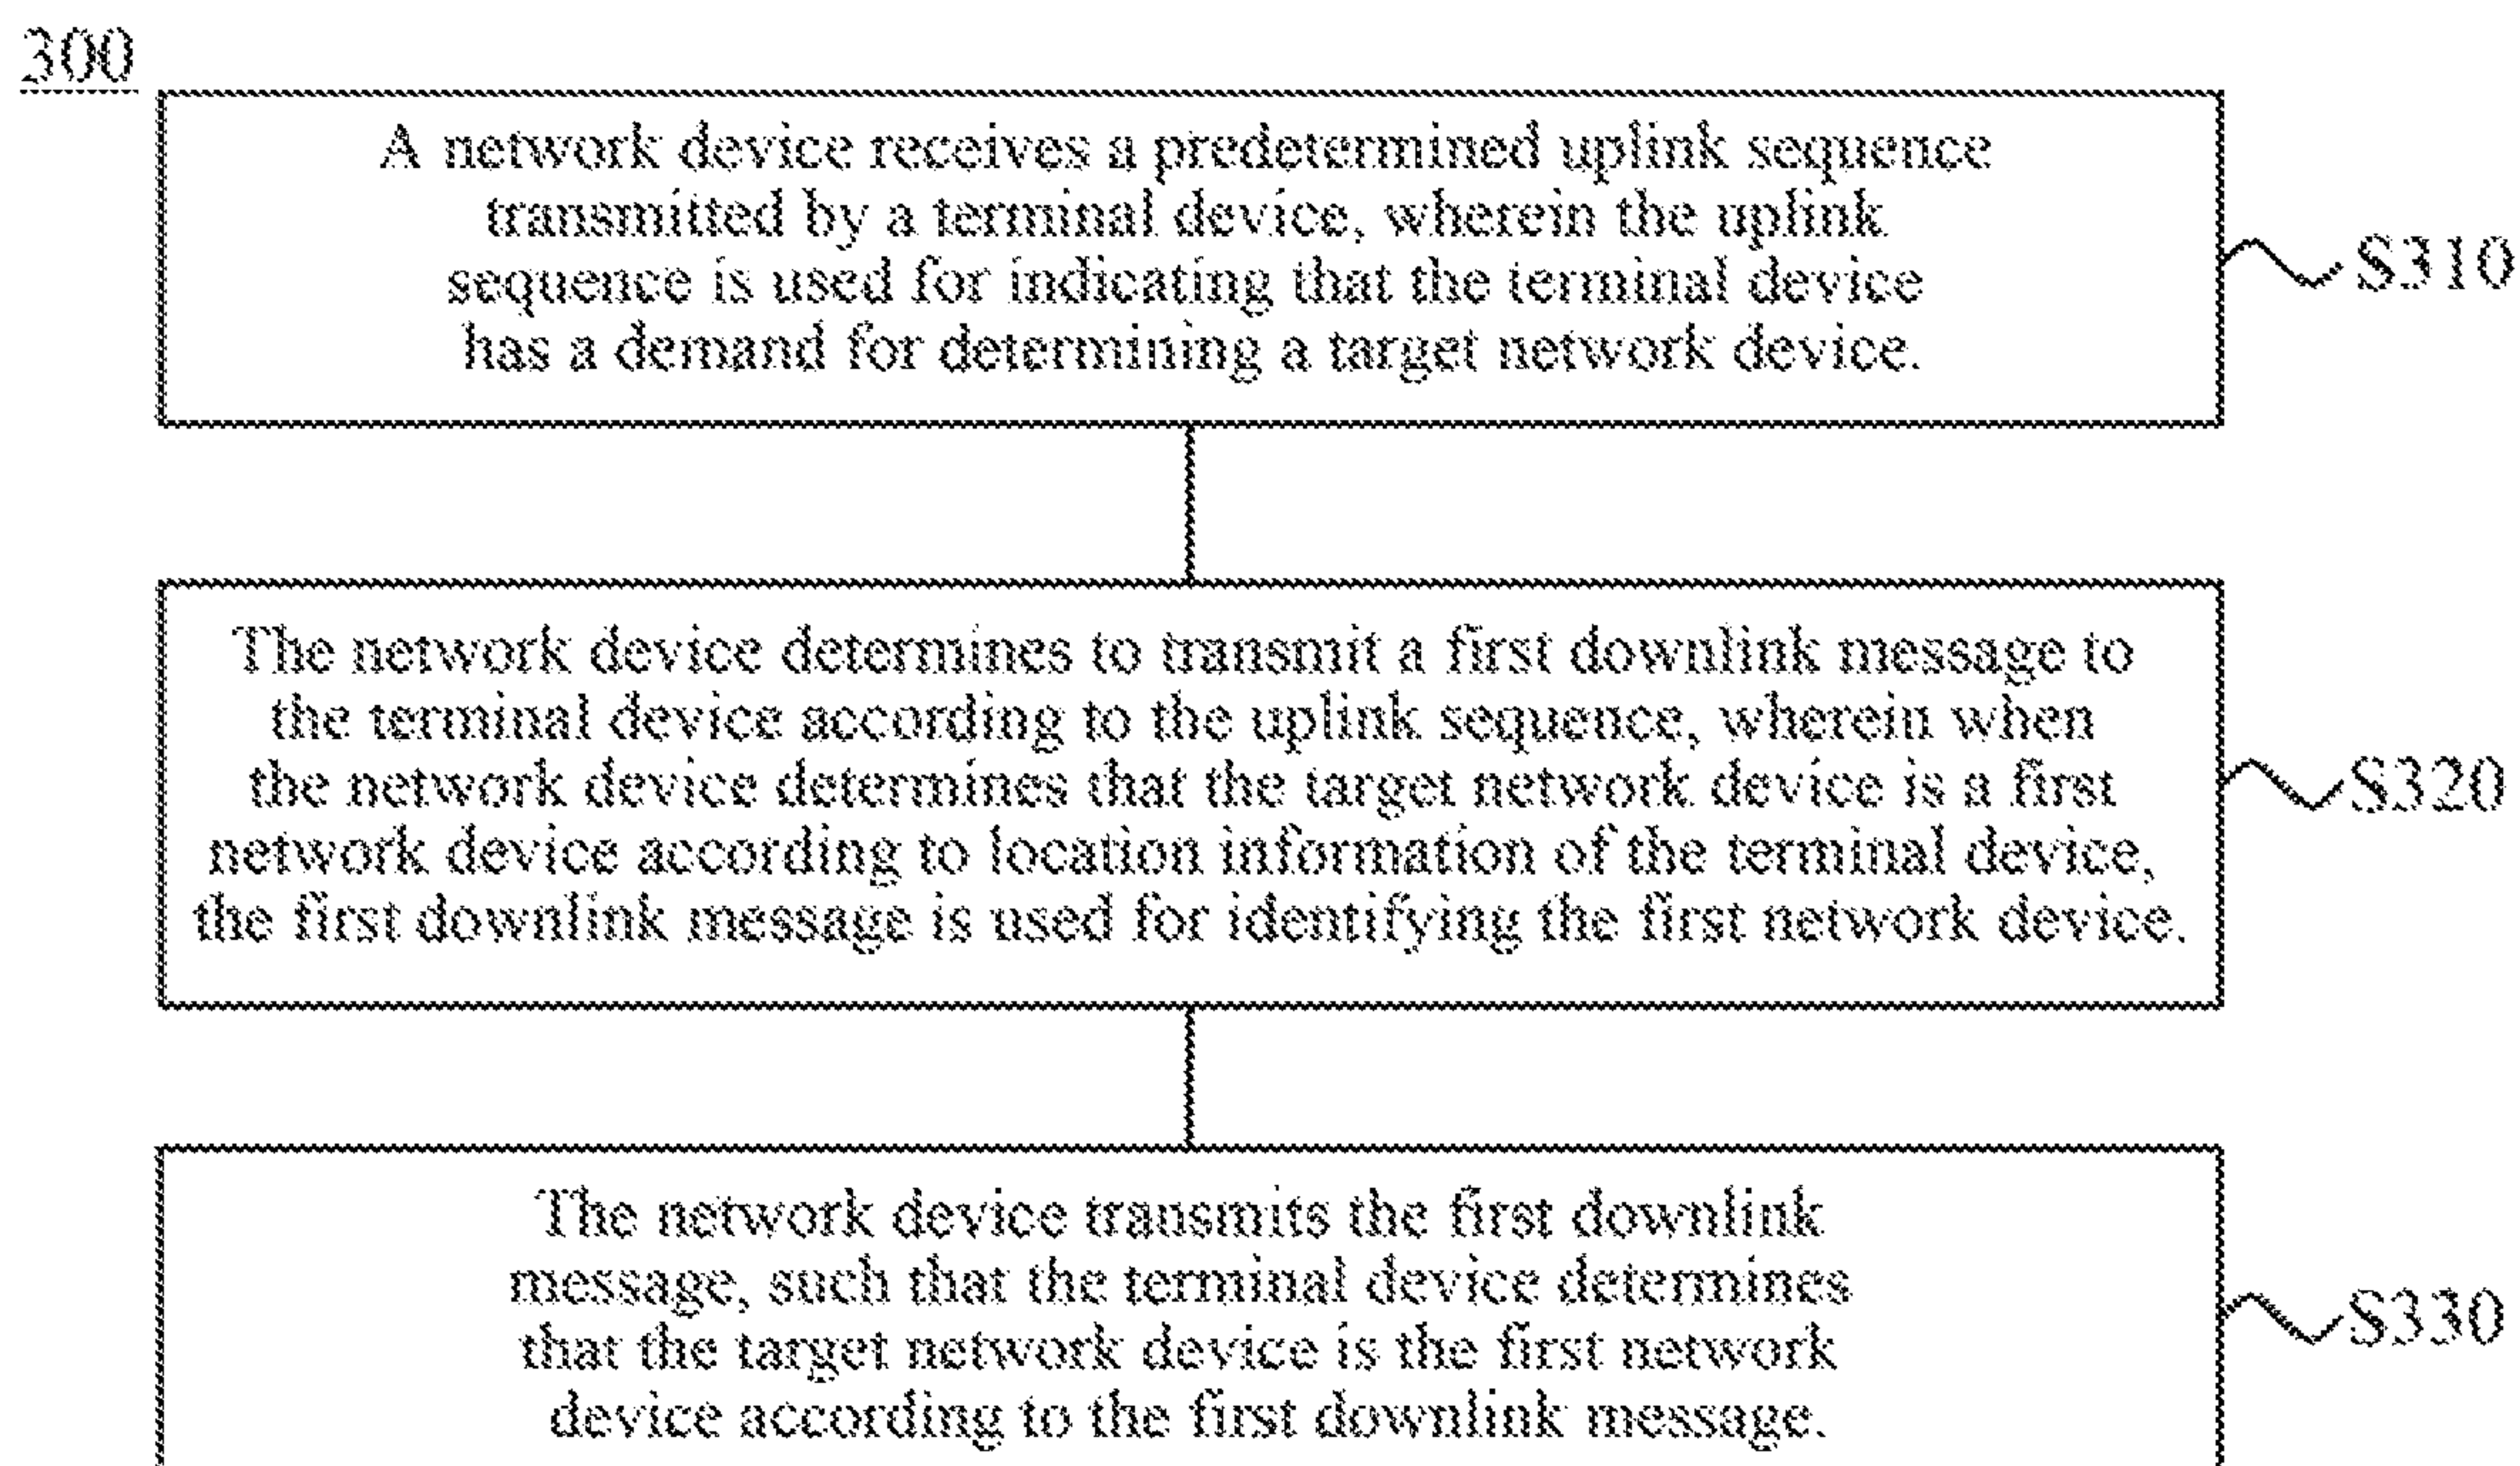 300
A network device receives a predetermined uplink sequence
transmitted by a terminal device, wherein the uplink
sequence is used for indicating that the terminal device
has a demand for determining a target network device.
S310
The network device determines to transmit a first downlink message to
the terminal device according to the uplink sequence, wherein when
the network device determines that the target network device is a first
network device according to location information of the terminal device,
the first downlink message is used for identifying the first network device.
S320
The network device transmits the first downlink
message, such that the terminal device determines
that the target network device is the first network
device according to the first downlink message.
S330